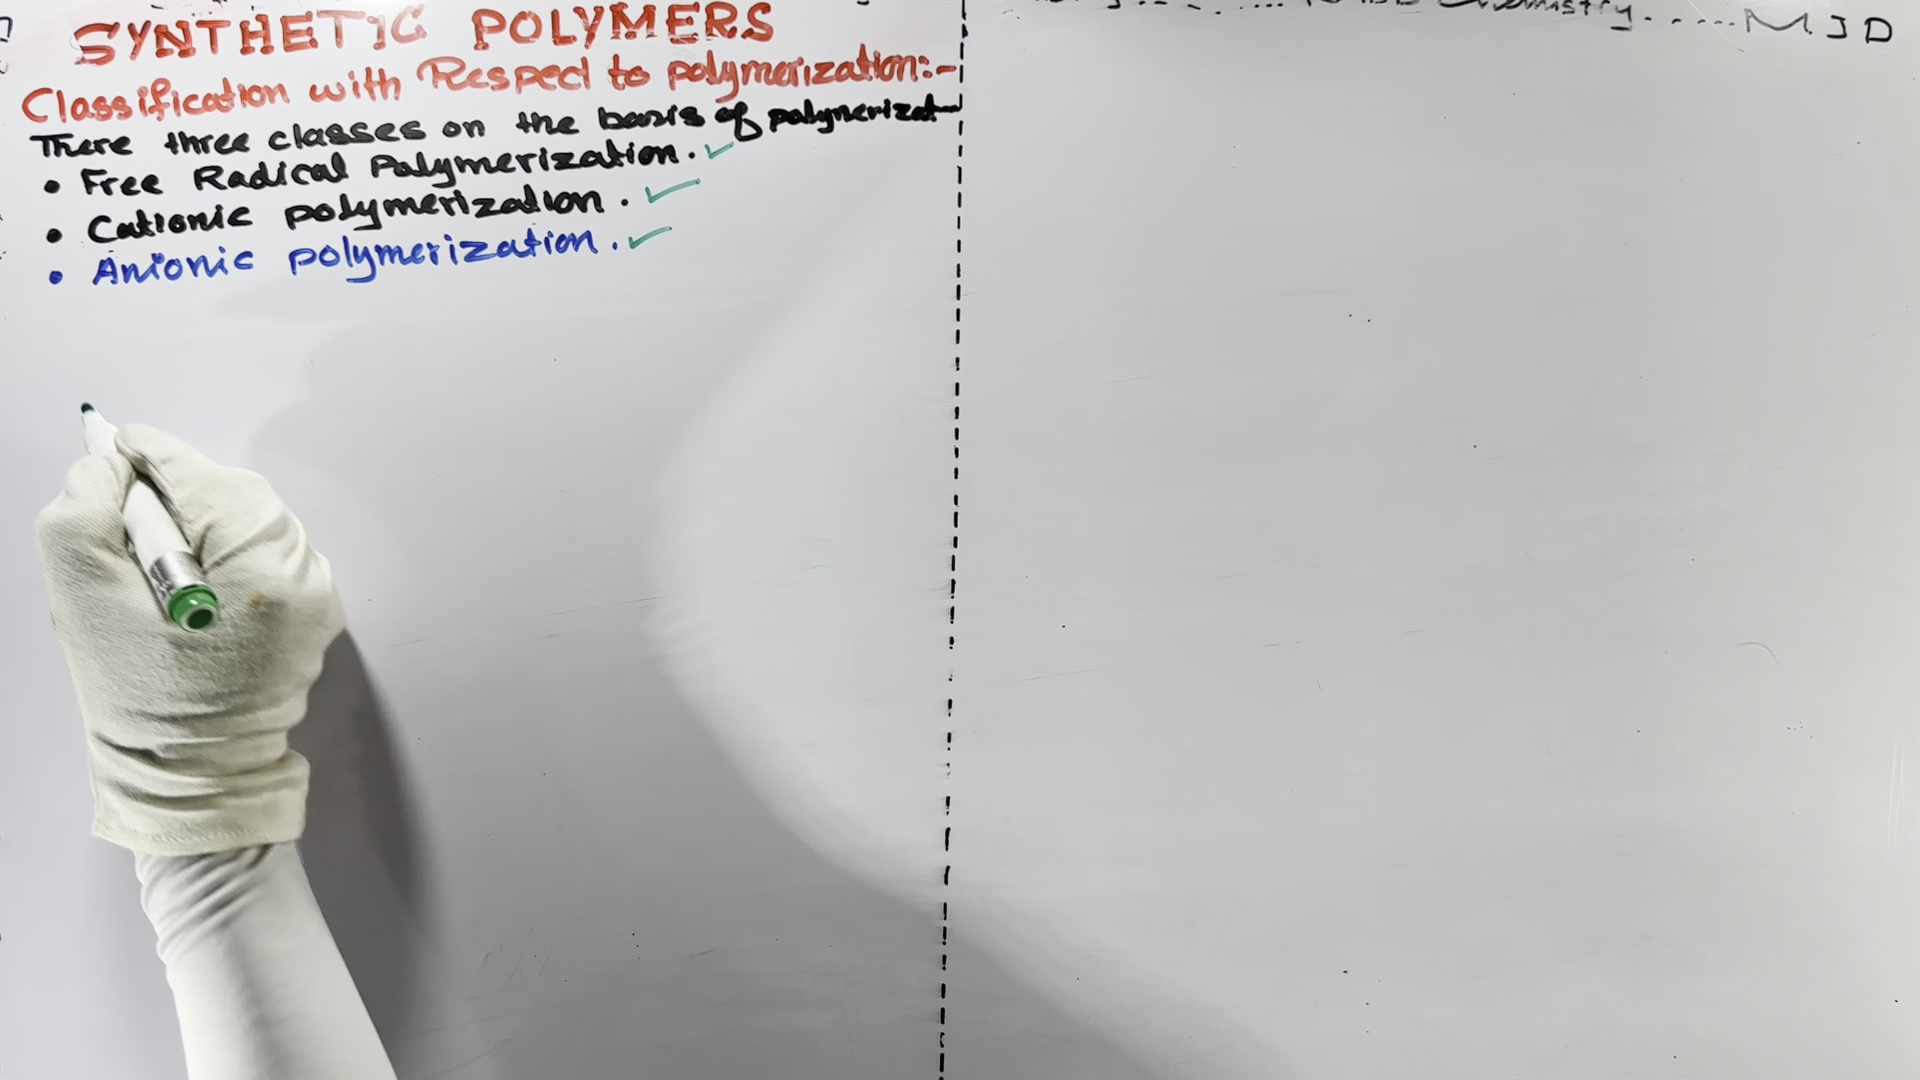 SYNTHETIC POLYMERS
Classification with Respect to polymerization:-
There three classes on the basis of polymerizat
• Free Radical Polymerization. ✓
• Cationic polymerization. ✓
• Anionic polymerization. ✓
Chemistry......MJD